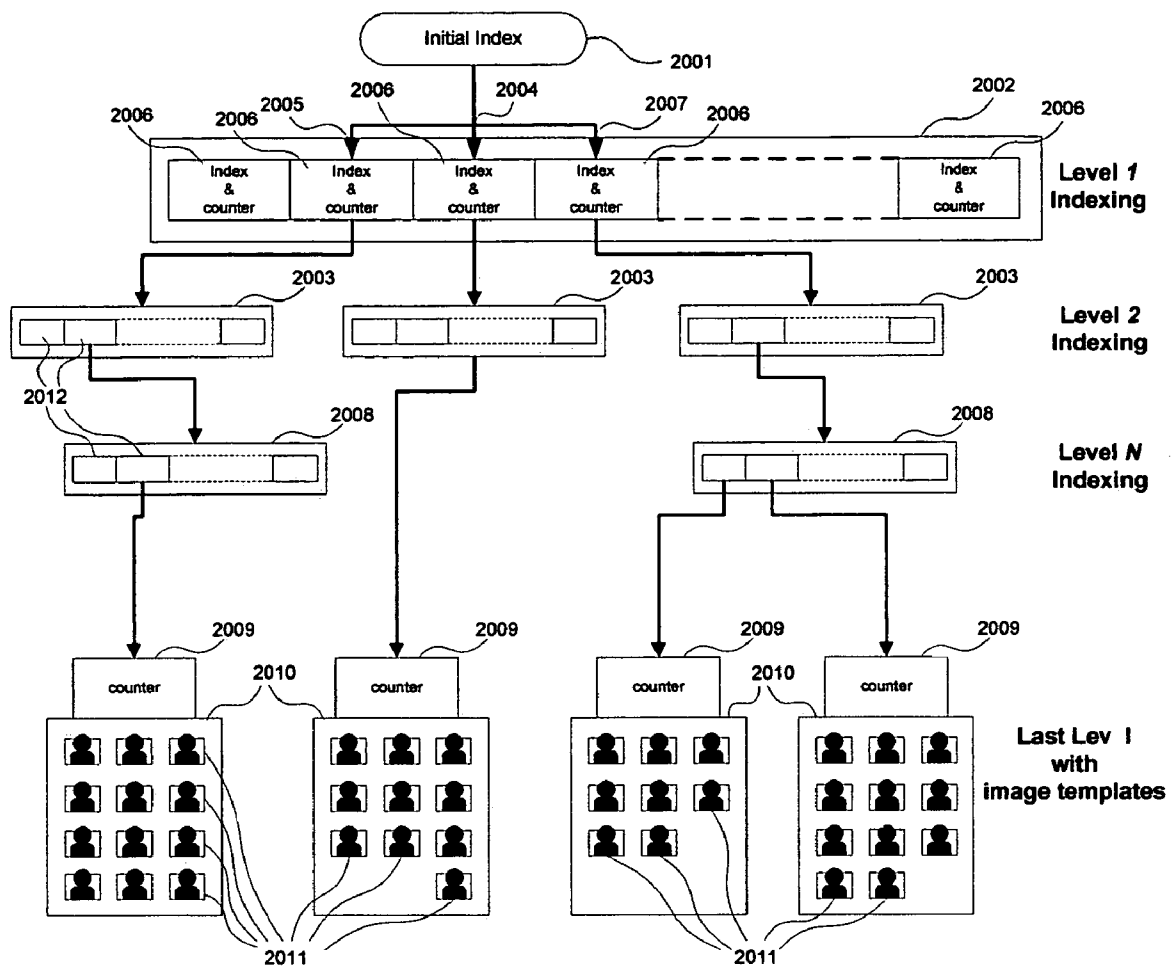 Initial Index
2001
2006
2005
2006
2004
2007
2002
2006
2006
2006
Index
&
counter
Index
&
counter
Index
&
counter
Index
&
counter
Index
&
counter
Level 1
Indexing
2003
2003
2003
Level 2
Indexing
2012
2008
2008
Level N
Indexing
2009
2009
2009
2009
counter
counter
counter
counter
2010
2010
Last Lev l
with
image templates
2011
2011